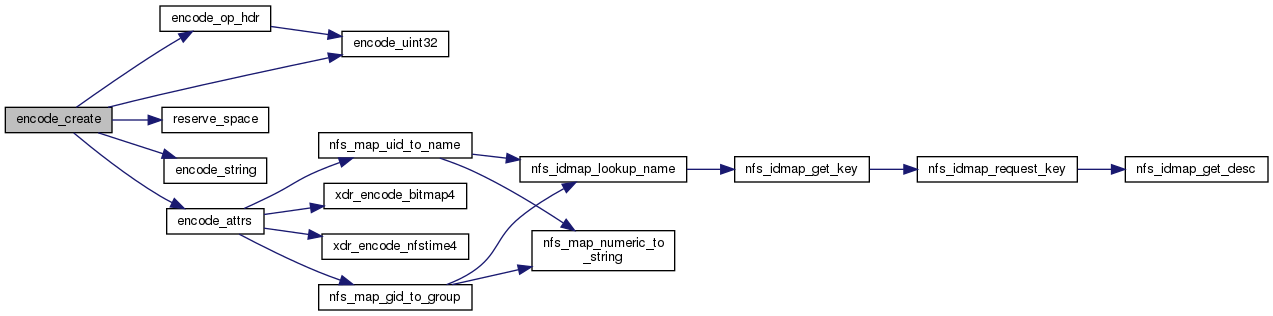 encode_op_hdr
encode_uint32
encode_create
reserve_space
nfs_map_uid_to_name
encode_string
nfs_idmap_lookup_name
nfs_idmap_get_key
nfs_idmap_request_key
nfs_idmap_get_desc
xdr_encode_bitmap4
encode_attrs
xdr_encode_nfstime4
nfs_map_numeric_to
_string
nfs_map_gid_to_group